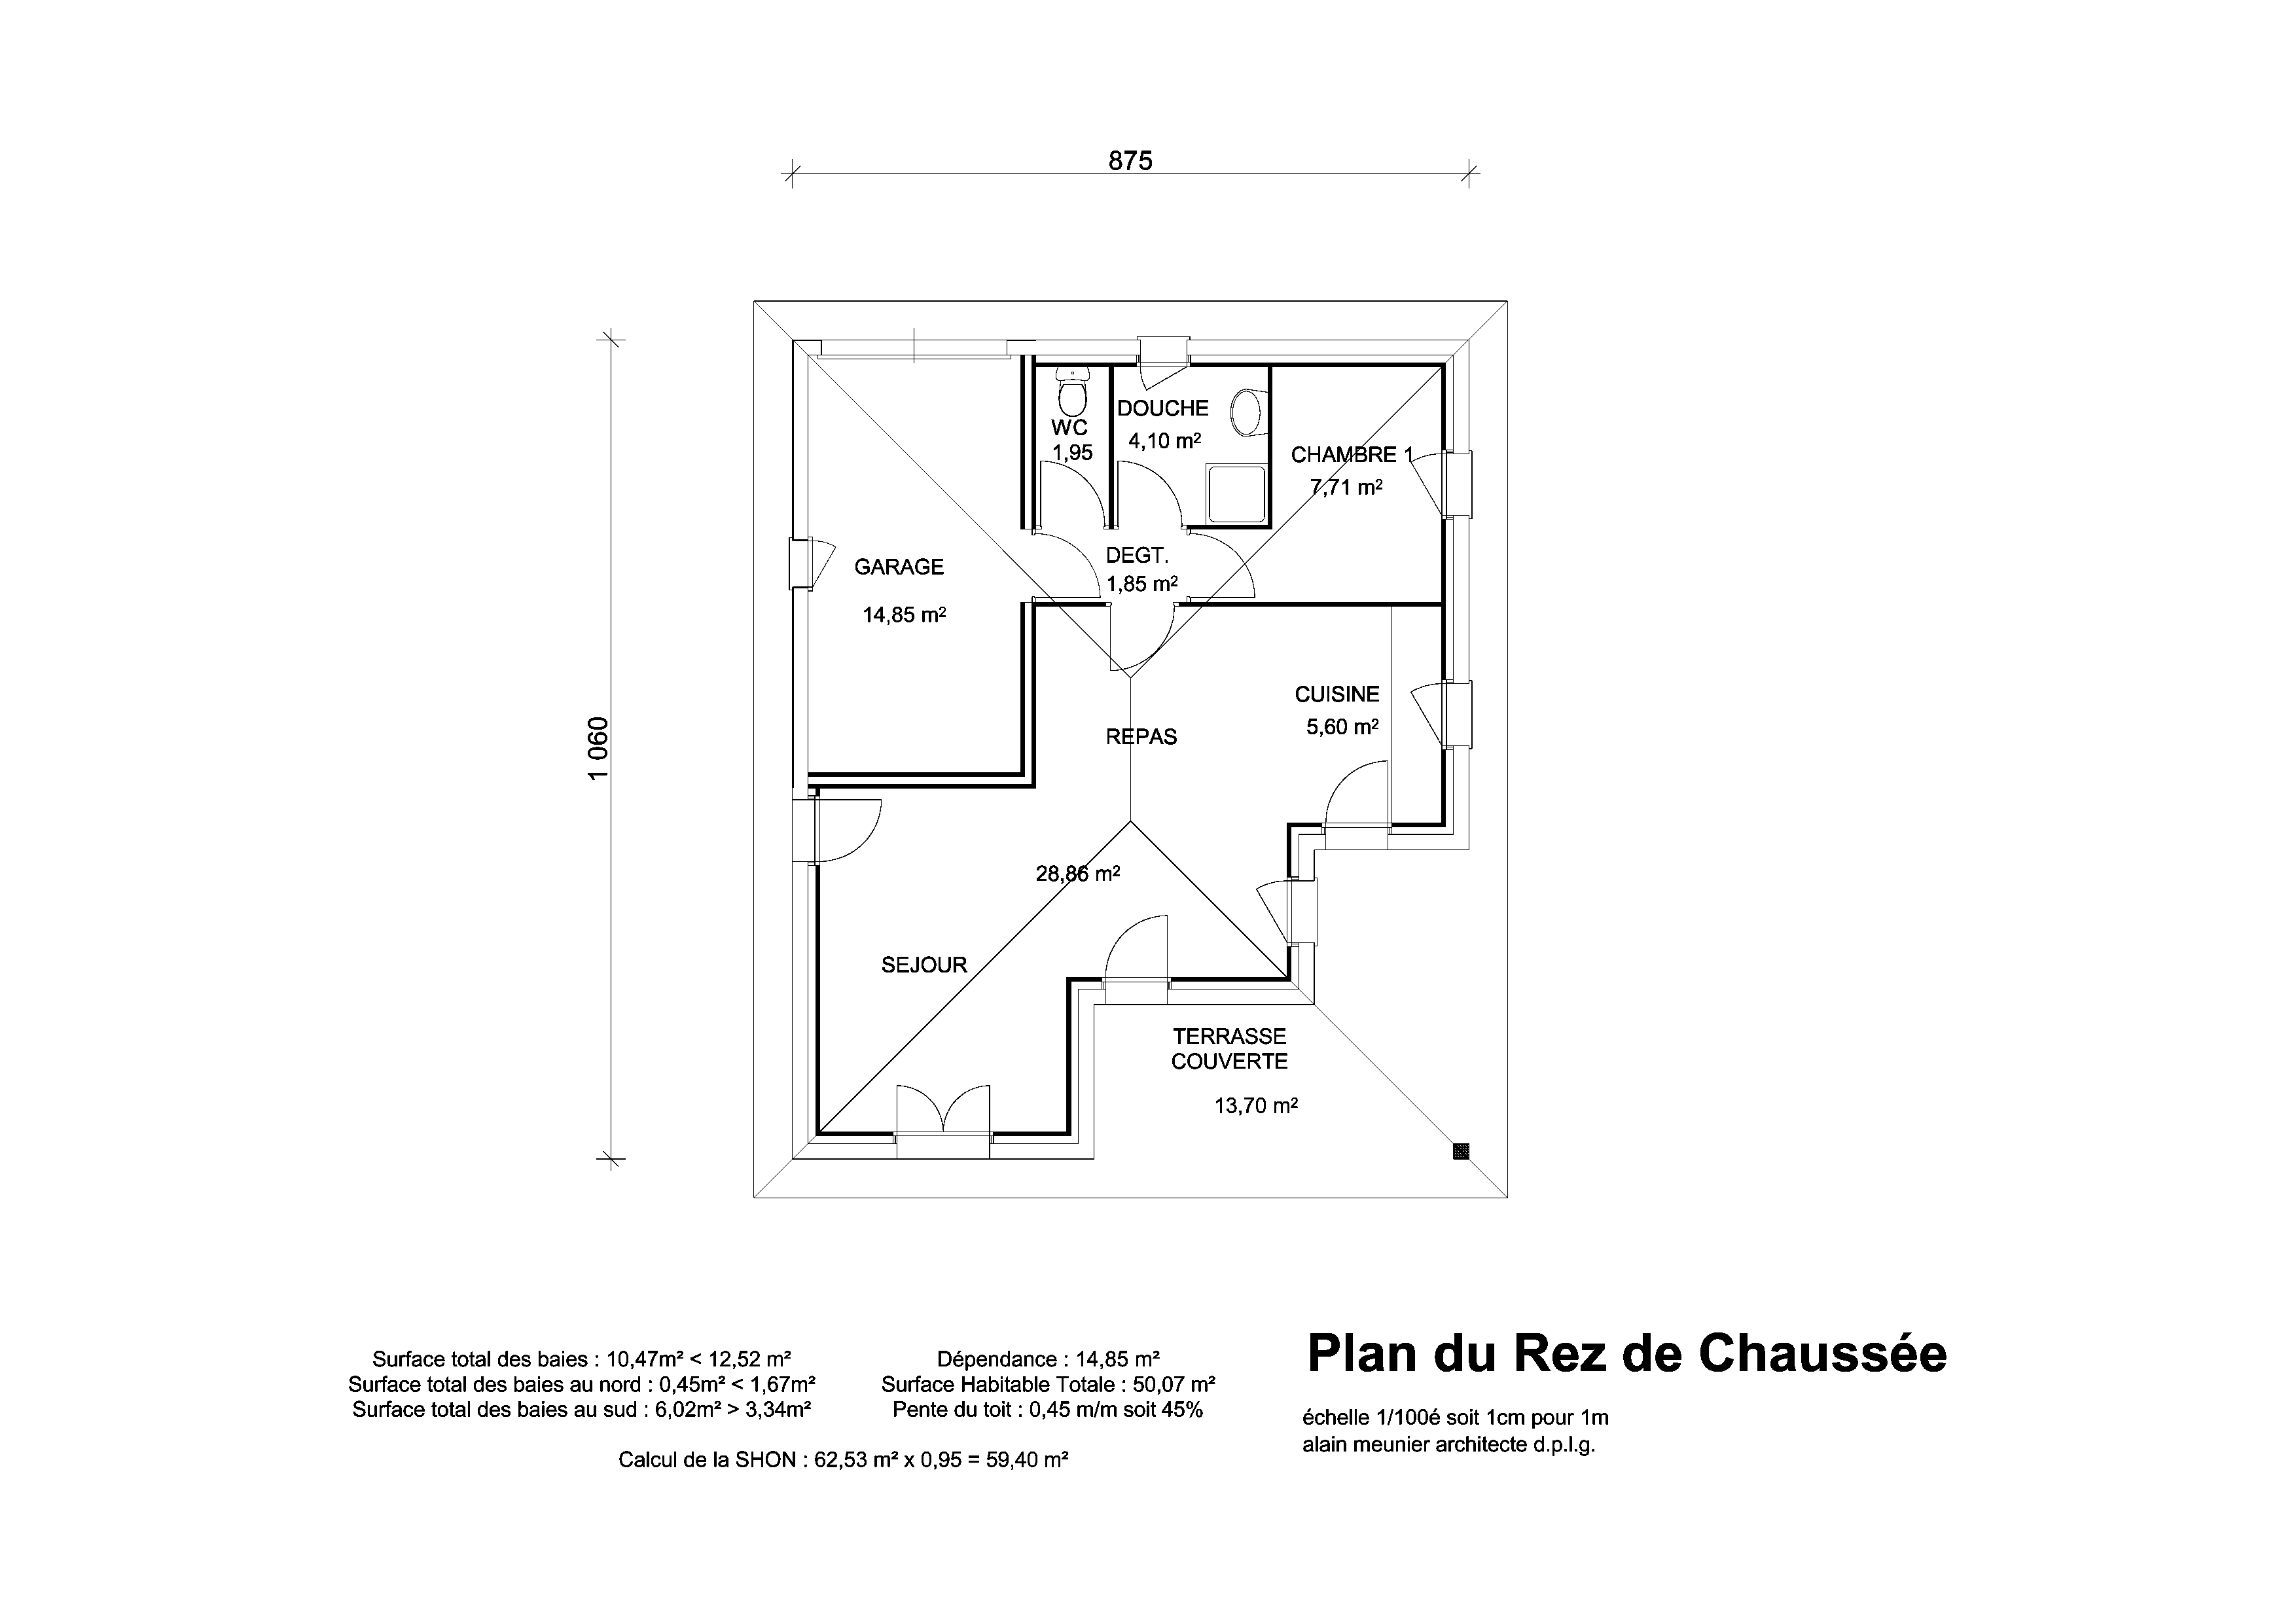 875
1 060
DOUCHE
4,10 m²
WC
1,95
CHAMBRE 1
7,71 m²
GARAGE
14,85 m²
DEGT.
1,85 m²
CUISINE
5,60 m²
REPAS
28,86 m²
SEJOUR
TERRASSE
COUVERTE
13,70 m²
Surface total des baies : 10,47m² < 12,52 m²
Surface total des baies au nord : 0,45m² < 1,67m²
Surface total des baies au sud : 6,02m² > 3,34m²
Dépendance : 14,85 m²
Surface Habitable Totale : 50,07 m²
Pente du toit : 0,45 m/m soit 45%
Calcul de la SHON : 62,53 m² x 0,95 = 59,40 m²
Plan du Rez de Chaussée
échelle 1/100é soit 1cm pour 1m
alain meunier architecte d.p.l.g.